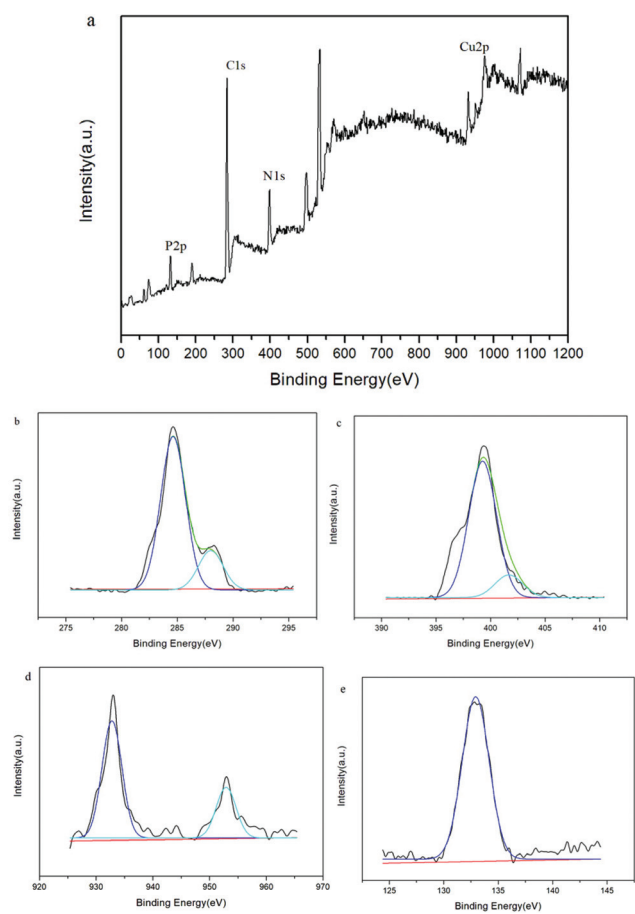 a
C1s
Cu2p
N1s
P2p
Intensity(a.u.)
0 100 200 300 400 500 600 700 800 900 1000 1100 1200
Binding Energy(eV)
b
Intensity(a.u.)
275 280 285 290 295
Binding Energy(eV)
c
Intensity(a.u.)
390 395 400 405 410
Binding Energy(eV)
d
Intensity(a.u.)
920 930 940 950 960 970
Binding Energy(eV)
e
Intensity(a.u.)
125 130 135 140 145
Binding Energy(eV)